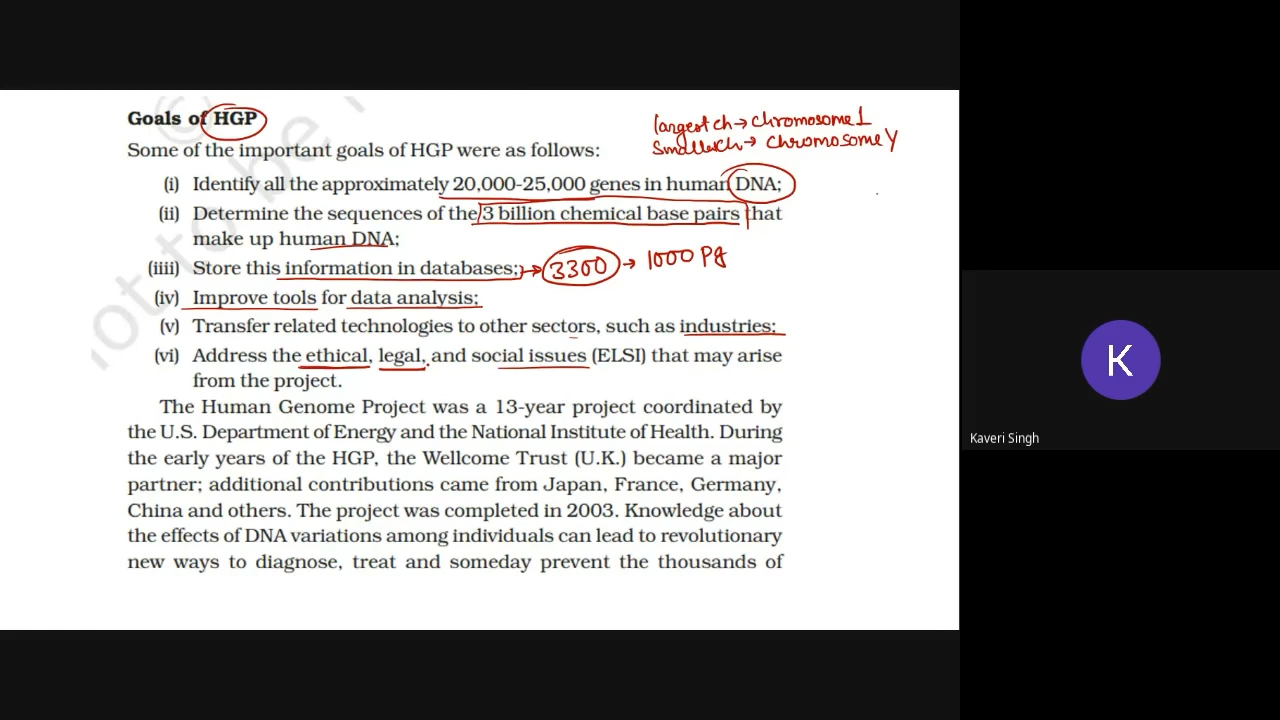 Goals of HGP
largest ch → chromosome 1
Smallest ch → chromosome Y
Some of the important goals of HGP were as follows:
(i) Identify all the approximately 20,000-25,000 genes in human DNA;
(ii) Determine the sequences of the 3 billion chemical base pairs that
make up human DNA;
(iiii) Store this information in databases; → 3300 → 1000 Pg
(iv) Improve tools for data analysis;
(v) Transfer related technologies to other sectors, such as industries;
(vi) Address the ethical, legal, and social issues (ELSI) that may arise
from the project.
The Human Genome Project was a 13-year project coordinated by
the U.S. Department of Energy and the National Institute of Health. During
the early years of the HGP, the Wellcome Trust (U.K.) became a major
partner; additional contributions came from Japan, France, Germany,
China and others. The project was completed in 2003. Knowledge about
the effects of DNA variations among individuals can lead to revolutionary
new ways to diagnose, treat and someday prevent the thousands of
K
Kaveri Singh
© not to be r